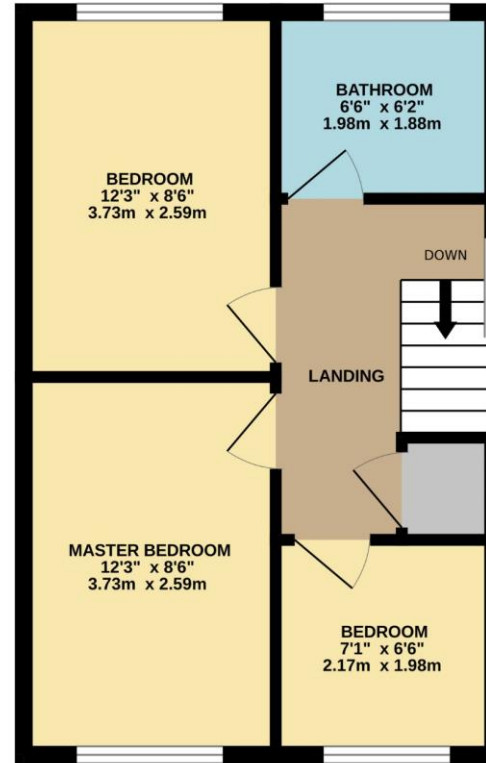 BATHROOM
6'6" x 6'2"
1.98m x 1.88m
BEDROOM
12'3" x 8'6"
3.73m x 2.59m
DOWN
LANDING
MASTER BEDROOM
12'3" x 8'6"
3.73m x 2.59m
BEDROOM
7'1" x 6'6"
2.17m x 1.98m